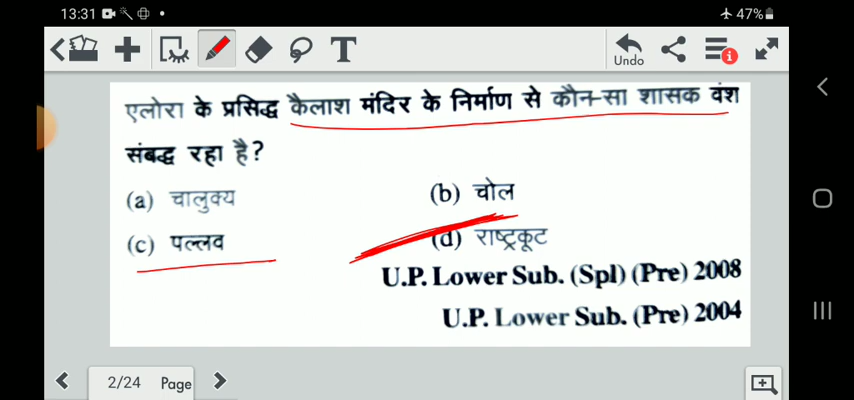 13:31
47%
T
Undo
एलोरा के प्रसिद्ध कैलाश मंदिर के निर्माण से कौन-सा शासक वंश
संबद्ध रहा है?
(a) चालुक्य (b) चोल
(c) पल्लव (d) राष्ट्रकूट
U.P. Lower Sub. (Spl) (Pre) 2008
U.P. Lower Sub. (Pre) 2004
2/24 Page